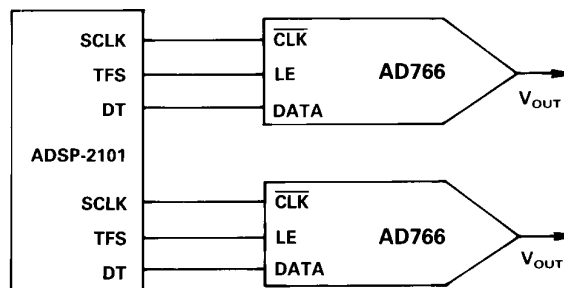 SCLK
TFS
DT
ADSP-2101
SCLK
TFS
DT
CLK
LE
DATA
AD766
VOUT
CLK
LE
DATA
AD766
VOUT